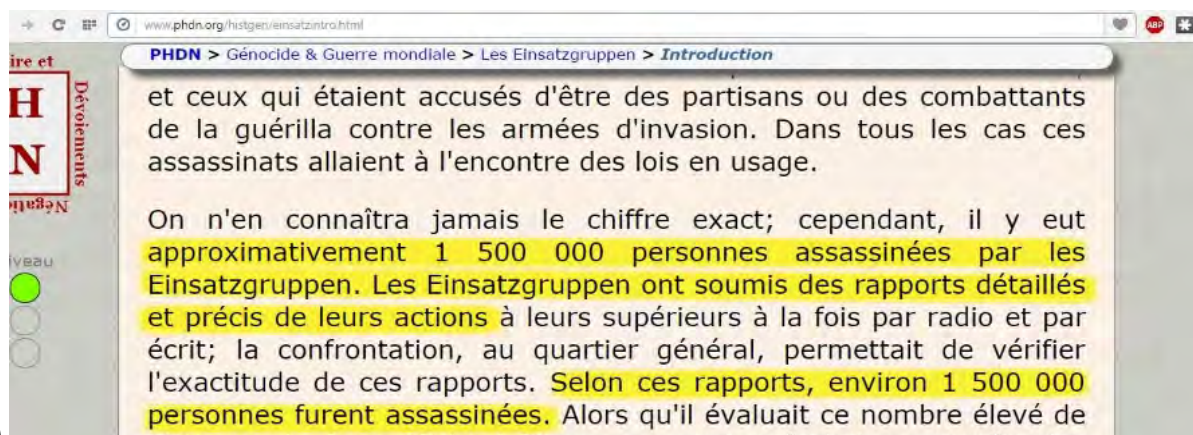 www.phdn.org/histgen/einsatzintro.html
ABP
PHDN > Génocide & Guerre mondiale > Les Einsatzgruppen > Introduction
ire et
H
N
Dévoiements
Négation
iveau
et ceux qui étaient accusés d'être des partisans ou des combattants
de la guérilla contre les armées d'invasion. Dans tous les cas ces
assassinats allaient à l'encontre des lois en usage.
On n'en connaîtra jamais le chiffre exact; cependant, il y eut
approximativement 1 500 000 personnes assassinées par les
Einsatzgruppen. Les Einsatzgruppen ont soumis des rapports détaillés
et précis de leurs actions à leurs supérieurs à la fois par radio et par
écrit; la confrontation, au quartier général, permettait de vérifier
l'exactitude de ces rapports. Selon ces rapports, environ 1 500 000
personnes furent assassinées. Alors qu'il évaluait ce nombre élevé de